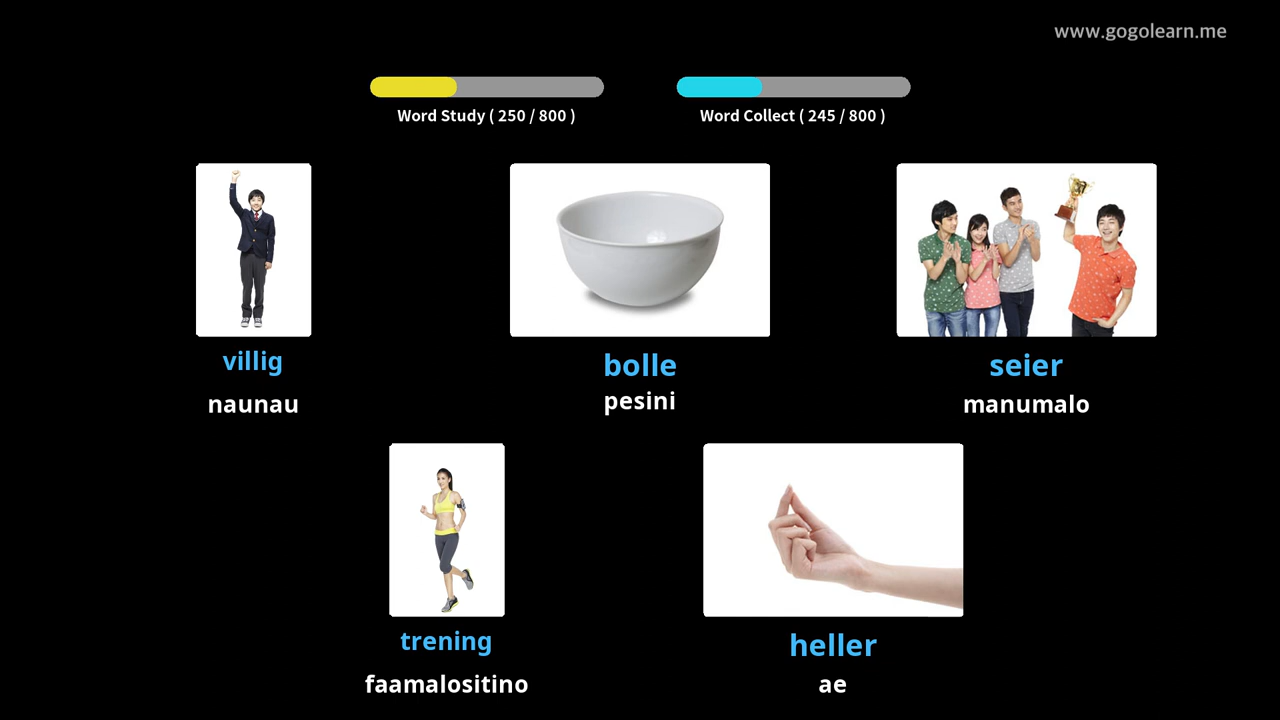 www.gogolearn.me
Word Study ( 250 / 800 )
Word Collect ( 245 / 800 )
villig
naunau
bolle
pesini
seier
manumalo
trening
faamalositino
heller
ae